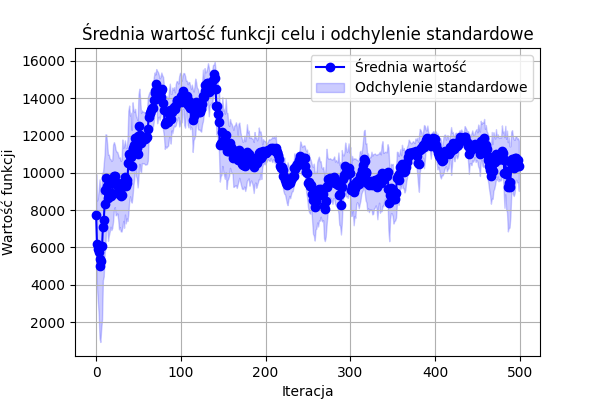 Średnia wartość funkcji celu i odchylenie standardowe
Średnia wartość
Odchylenie standardowe
Wartość funkcji
16000
14000
12000
10000
8000
6000
4000
2000
0 100 200 300 400 500
Iteracja